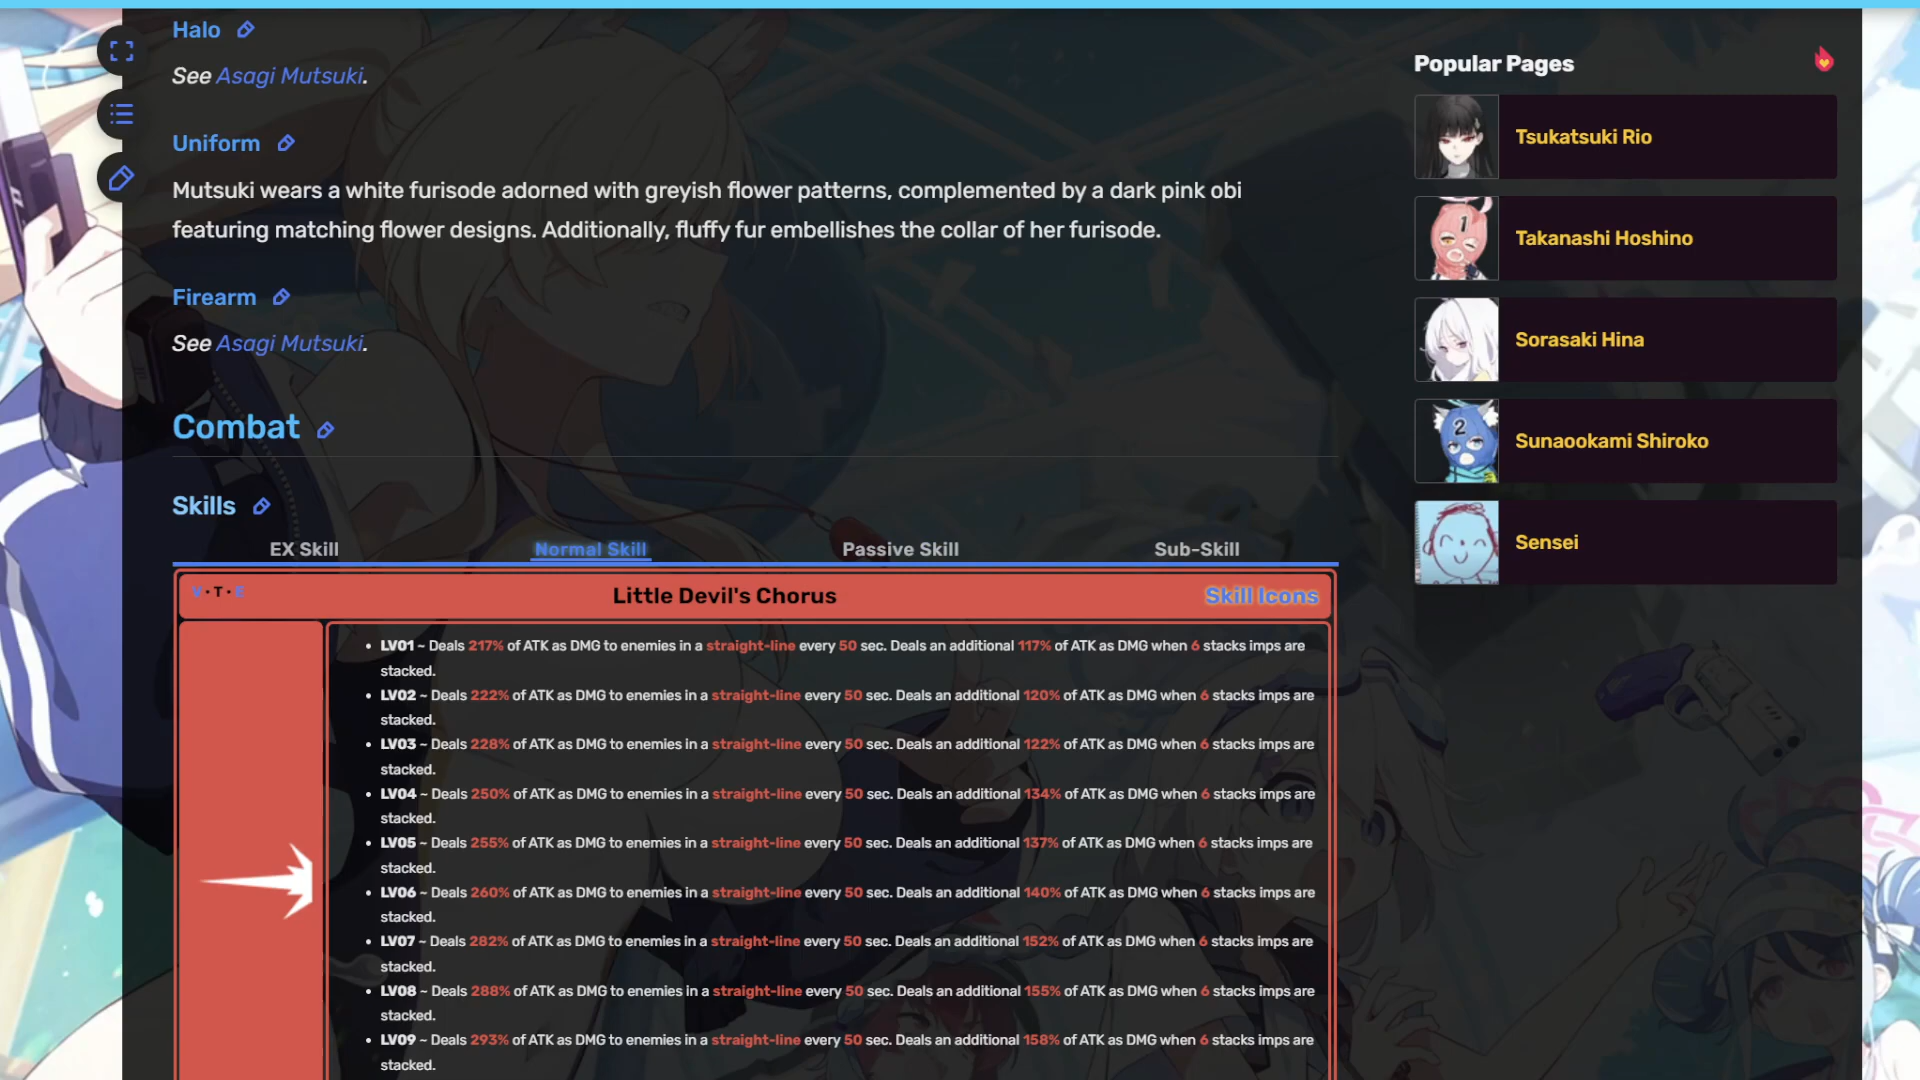 Halo
See Asagi Mutsuki.
Uniform
Mutsuki wears a white furisode adorned with greyish flower patterns, complemented by a dark pink obi
featuring matching flower designs. Additionally, fluffy fur embellishes the collar of her furisode.
Firearm
See Asagi Mutsuki.
Combat
Skills
EX Skill Normal Skill Passive Skill Sub-Skill
V · T · E Little Devil's Chorus Skill Icons
• LV01 ~ Deals 217% of ATK as DMG to enemies in a straight-line every 50 sec. Deals an additional 117% of ATK as DMG when 6 stacks imps are
stacked.
• LV02 ~ Deals 222% of ATK as DMG to enemies in a straight-line every 50 sec. Deals an additional 120% of ATK as DMG when 6 stacks imps are
stacked.
• LV03 ~ Deals 228% of ATK as DMG to enemies in a straight-line every 50 sec. Deals an additional 122% of ATK as DMG when 6 stacks imps are
stacked.
• LV04 ~ Deals 250% of ATK as DMG to enemies in a straight-line every 50 sec. Deals an additional 134% of ATK as DMG when 6 stacks imps are
stacked.
• LV05 ~ Deals 255% of ATK as DMG to enemies in a straight-line every 50 sec. Deals an additional 137% of ATK as DMG when 6 stacks imps are
stacked.
• LV06 ~ Deals 260% of ATK as DMG to enemies in a straight-line every 50 sec. Deals an additional 140% of ATK as DMG when 6 stacks imps are
stacked.
• LV07 ~ Deals 282% of ATK as DMG to enemies in a straight-line every 50 sec. Deals an additional 152% of ATK as DMG when 6 stacks imps are
stacked.
• LV08 ~ Deals 288% of ATK as DMG to enemies in a straight-line every 50 sec. Deals an additional 155% of ATK as DMG when 6 stacks imps are
stacked.
• LV09 ~ Deals 293% of ATK as DMG to enemies in a straight-line every 50 sec. Deals an additional 158% of ATK as DMG when 6 stacks imps are
stacked.
Popular Pages
Tsukatsuki Rio
1
Takanashi Hoshino
Sorasaki Hina
2
Sunaookami Shiroko
Sensei